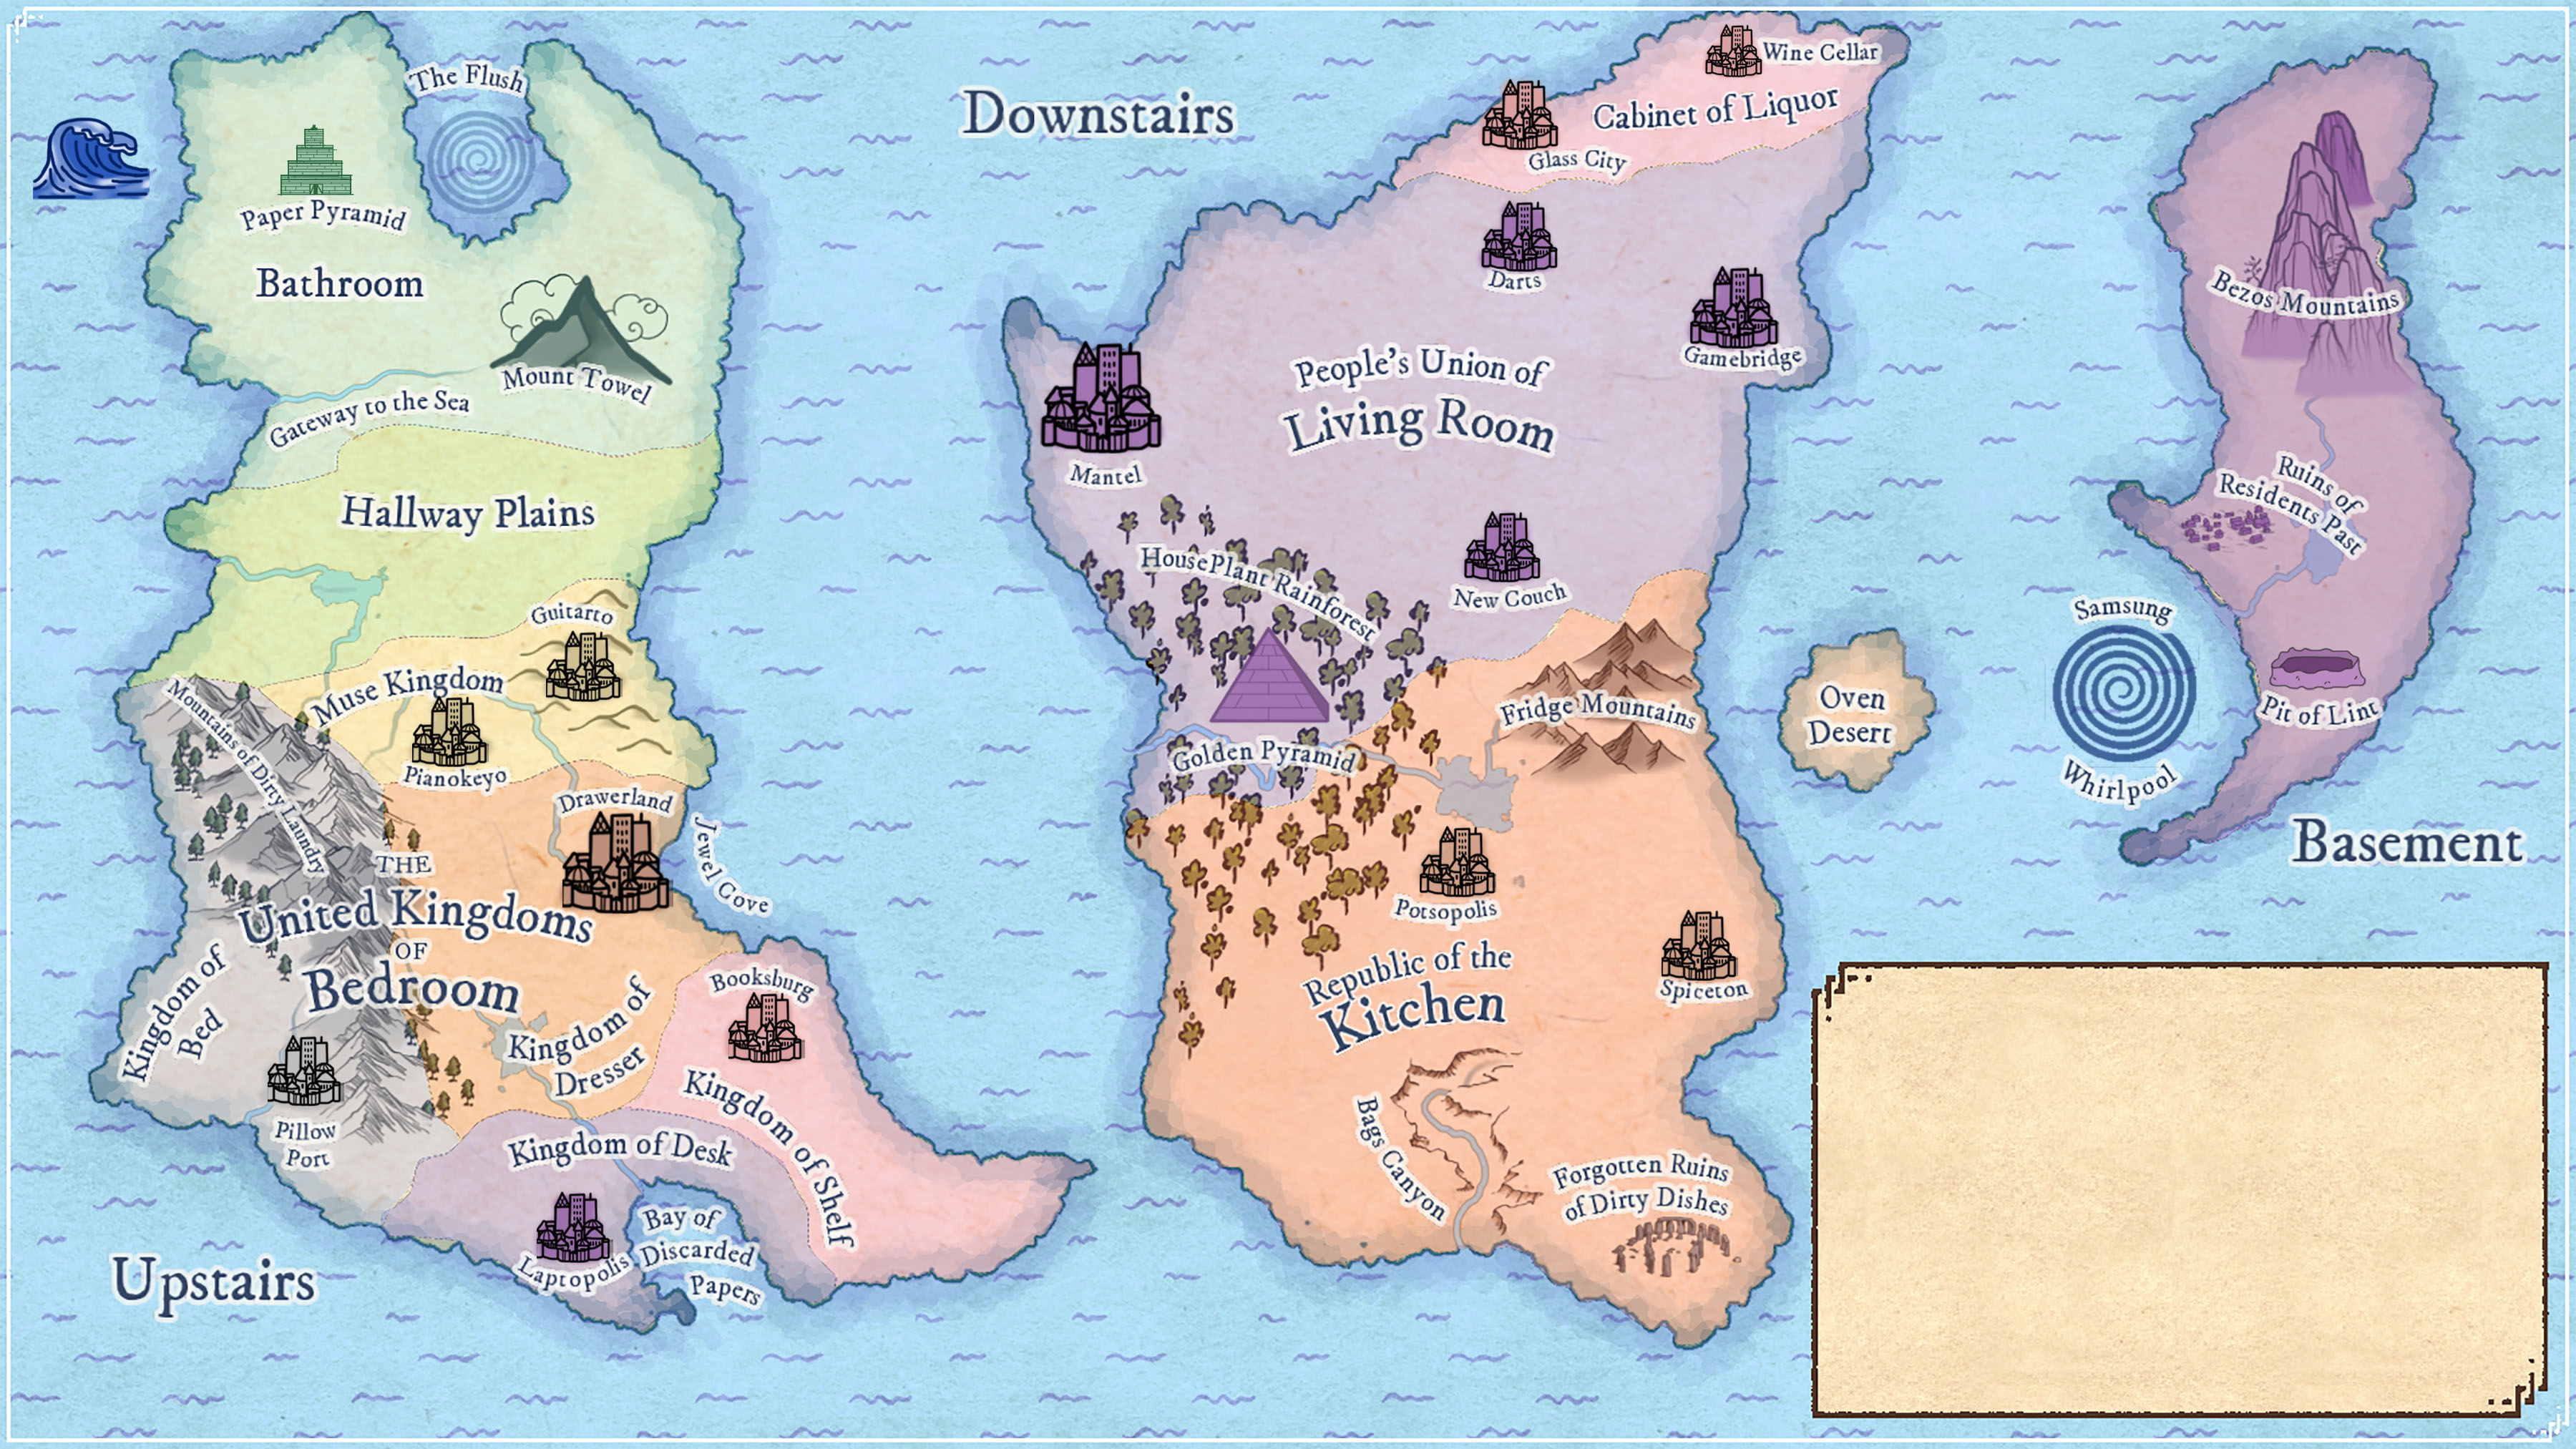 The Flush
Paper Pyramid
Bathroom
Mount Towel
Gateway to the Sea
Hallway Plains
Guitarto
Muse Kingdom
Pianokeyo
Mountains of Dirty Laundry
Drawerland
Jewel Cove
THE
United Kingdoms
OF
Bedroom
Kingdom of
Bed
Kingdom of
Dresser
Booksburg
Kingdom of Shelf
Pillow
Port
Kingdom of Desk
Laptopolis
Bay of
Discarded
Papers
Upstairs
Downstairs
Wine Cellar
Cabinet of Liquor
Glass City
Darts
Gamebridge
People's Union of
Living Room
Mantel
HousePlant Rainforest
New Couch
Golden Pyramid
Fridge Mountains
Potsopolis
Spiceton
Republic of the
Kitchen
Bags Canyon
Forgotten Ruins
of Dirty Dishes
Oven
Desert
Bezos Mountains
Ruins of
Residents Past
Samsung
Whirlpool
Pit of Lint
Basement